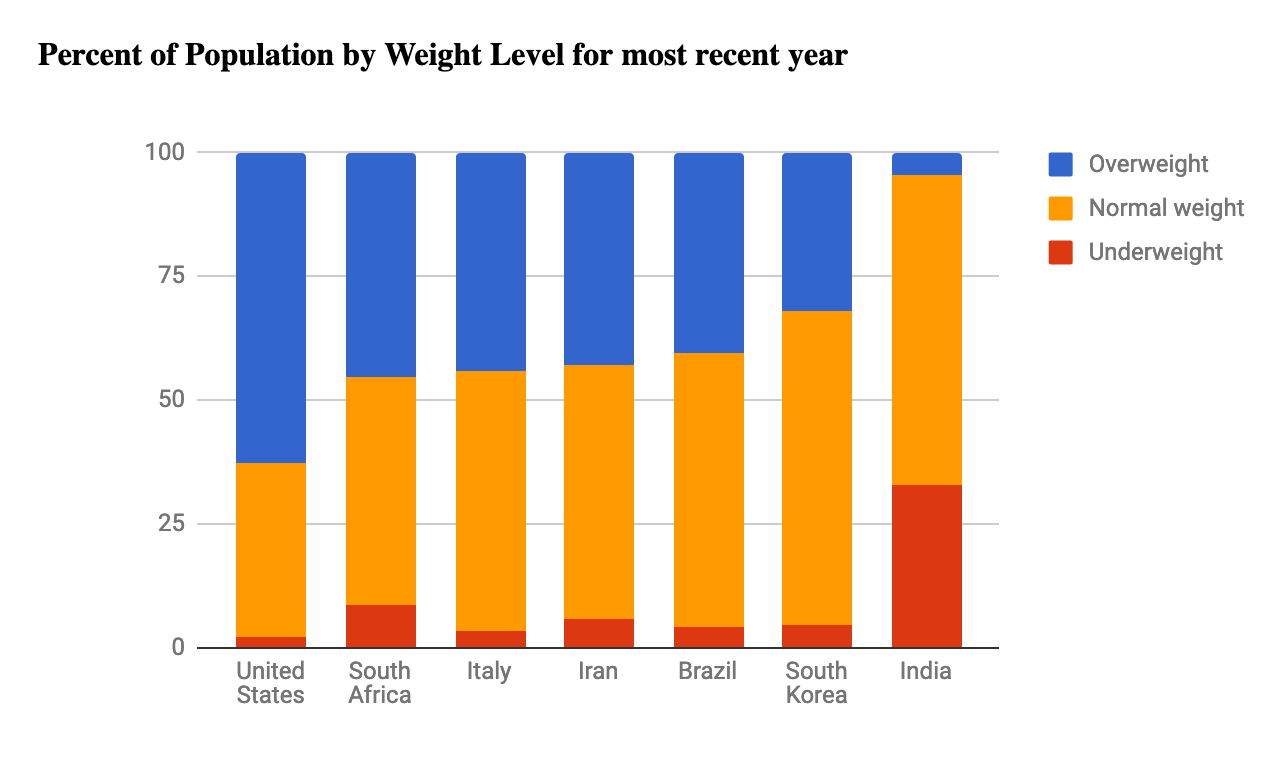 Percent of Population by Weight Level for most recent year
100
75
50
25
0
United States
South Africa
Italy
Iran
Brazil
South Korea
India
Overweight
Normal weight
Underweight